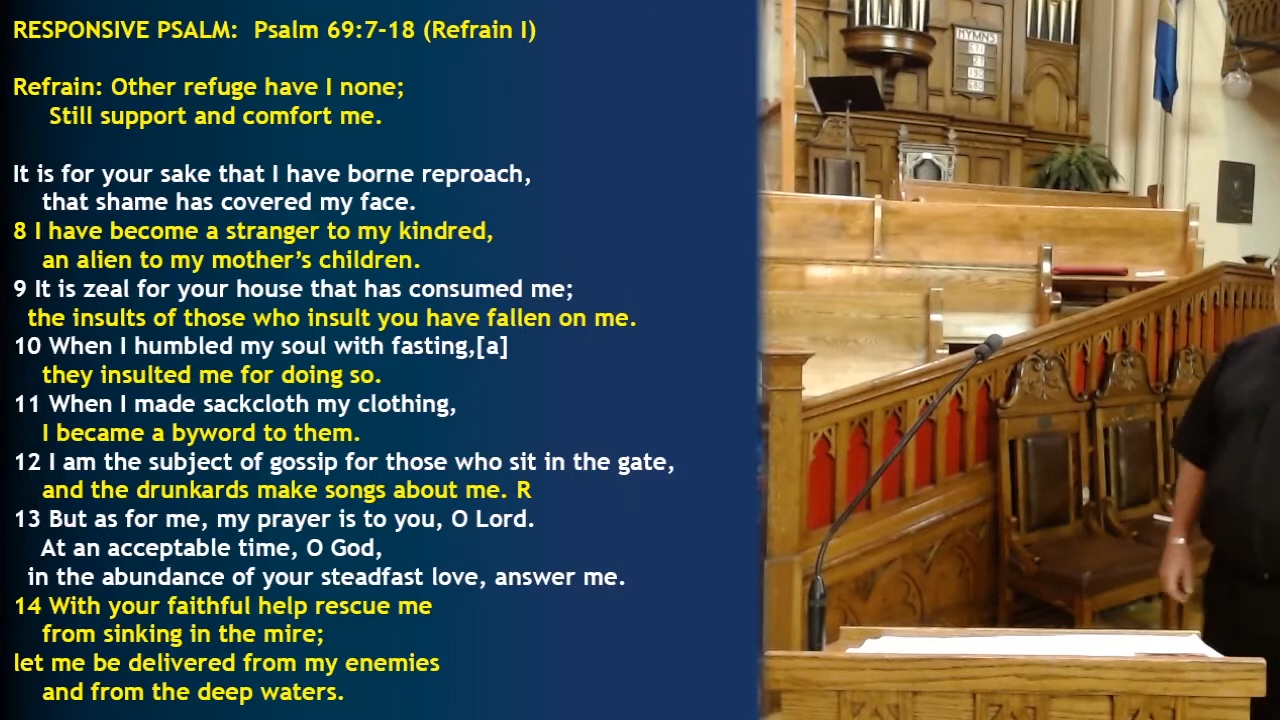 RESPONSIVE PSALM:  Psalm 69:7-18 (Refrain I)
Refrain: Other refuge have I none;
Still support and comfort me.
It is for your sake that I have borne reproach,
that shame has covered my face.
8 I have become a stranger to my kindred,
an alien to my mother’s children.
9 It is zeal for your house that has consumed me;
the insults of those who insult you have fallen on me.
10 When I humbled my soul with fasting,[a]
they insulted me for doing so.
11 When I made sackcloth my clothing,
I became a byword to them.
12 I am the subject of gossip for those who sit in the gate,
and the drunkards make songs about me. R
13 But as for me, my prayer is to you, O Lord.
At an acceptable time, O God,
in the abundance of your steadfast love, answer me.
14 With your faithful help rescue me
from sinking in the mire;
let me be delivered from my enemies
and from the deep waters.
HYMNS
671
27
190
680